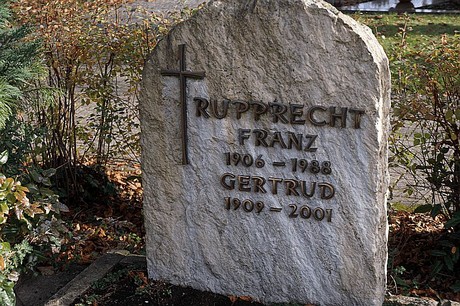 RUPPRECHT
FRANZ
1906 – 1988
GERTRUD
1909 – 2001